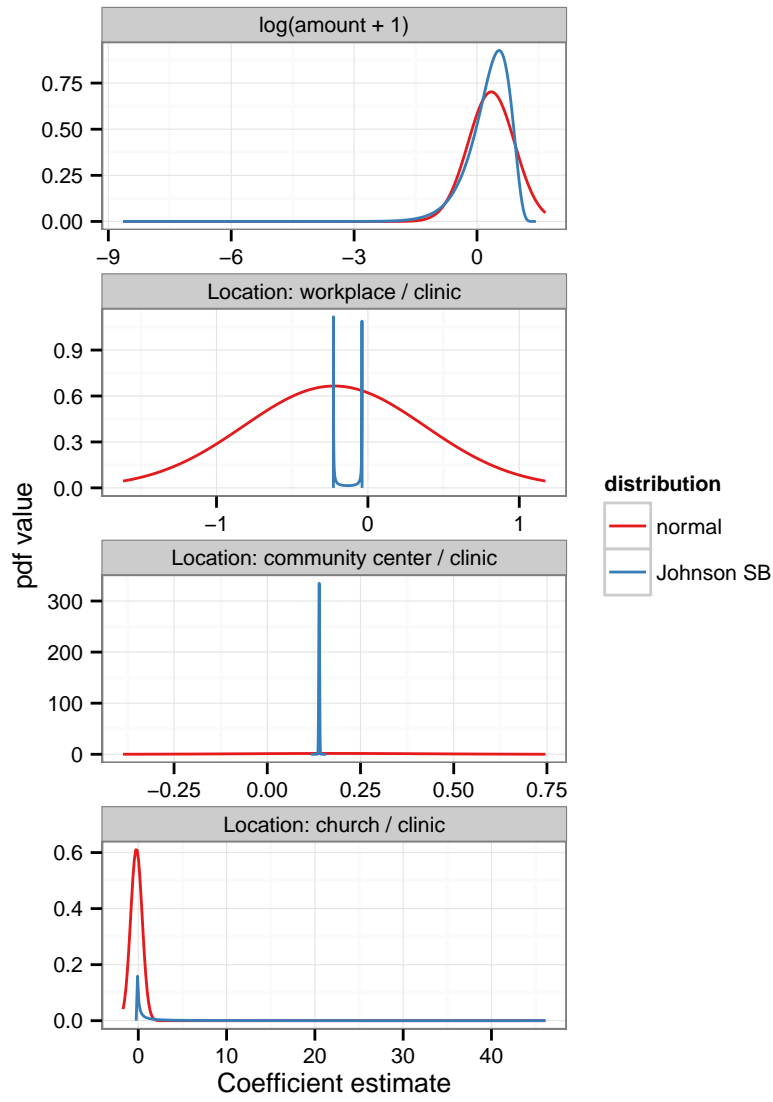 log(amount + 1)
0.75
0.50
0.25
0.00
−9 −6 −3 0
Location: workplace / clinic
0.9
0.6
0.3
0.0
−1 0 1
Location: community center / clinic
300
200
100
0
−0.25 0.00 0.25 0.50 0.75
Location: church / clinic
0.6
0.4
0.2
0.0
0 10 20 30 40
Coefficient estimate
pdf value
distribution
normal
Johnson SB